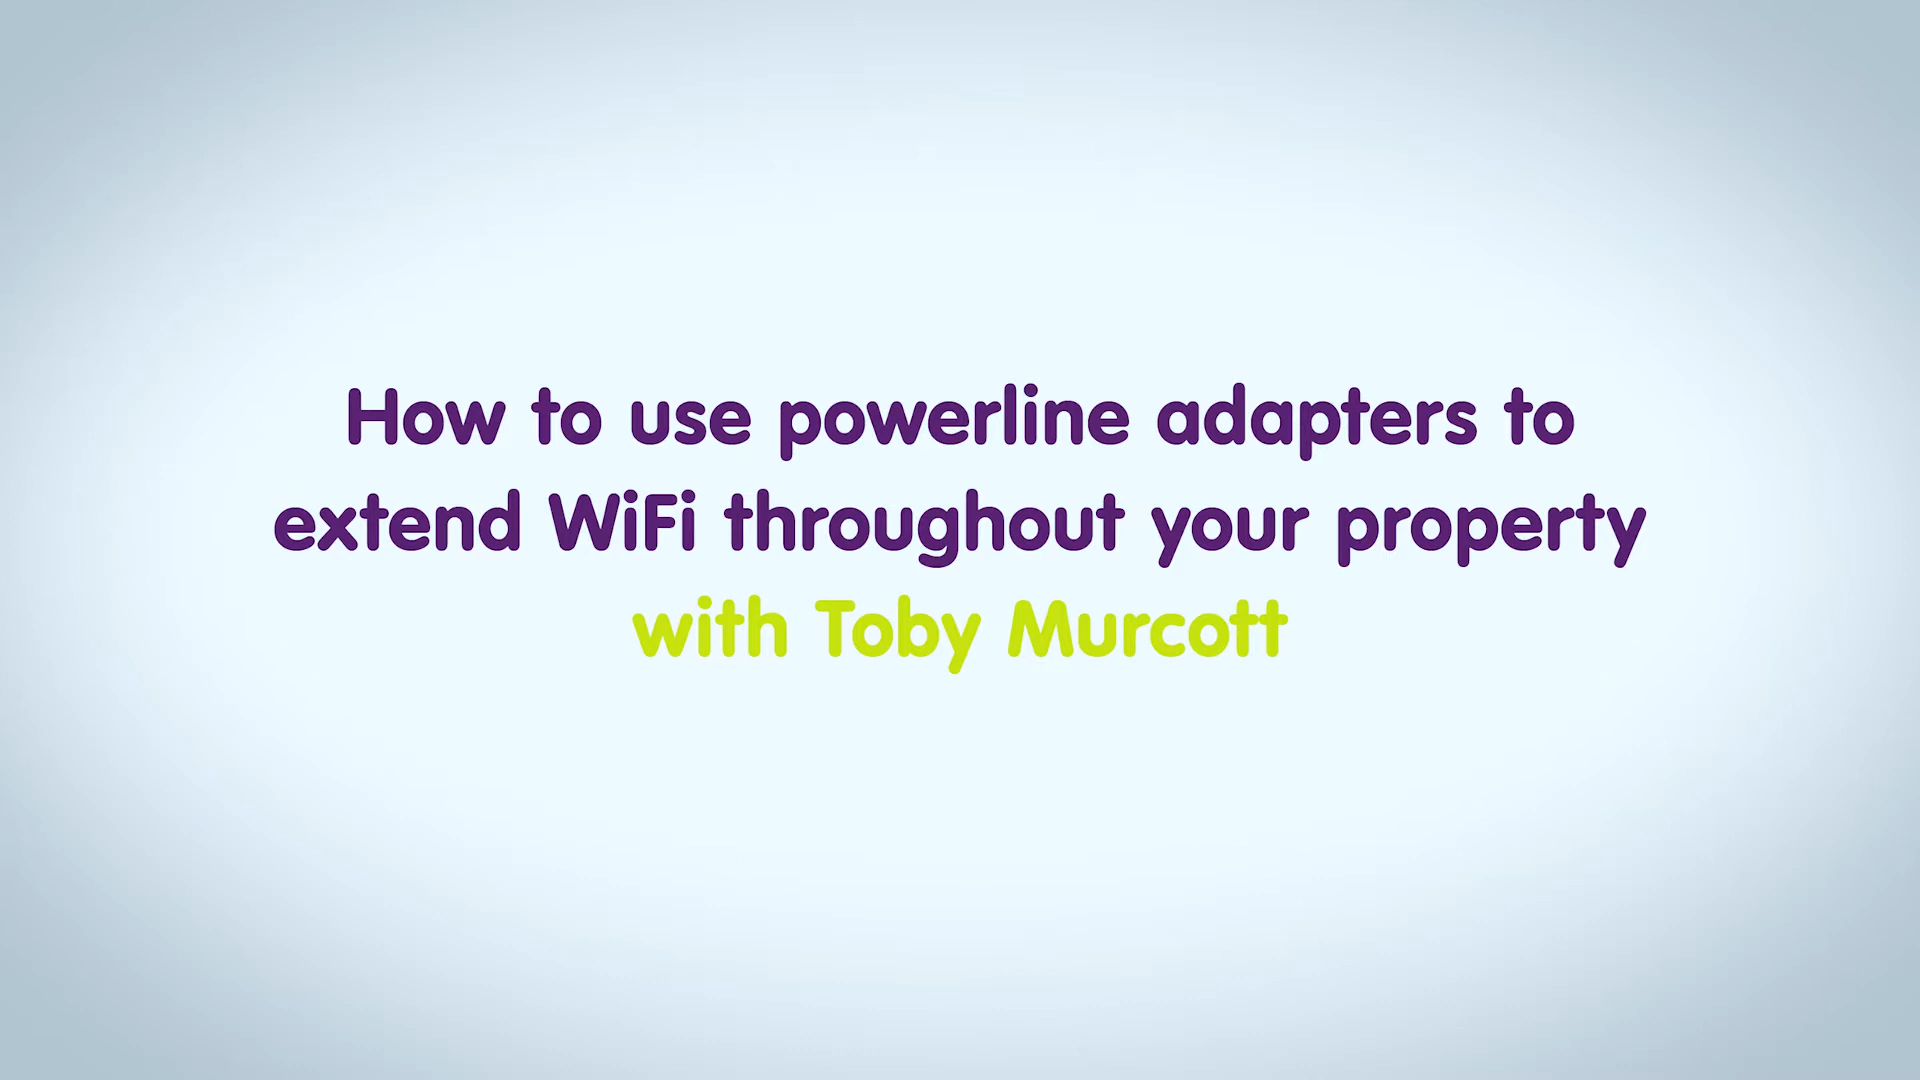 How to use powerline adapters to
extend WiFi throughout your property
with Toby Murcott